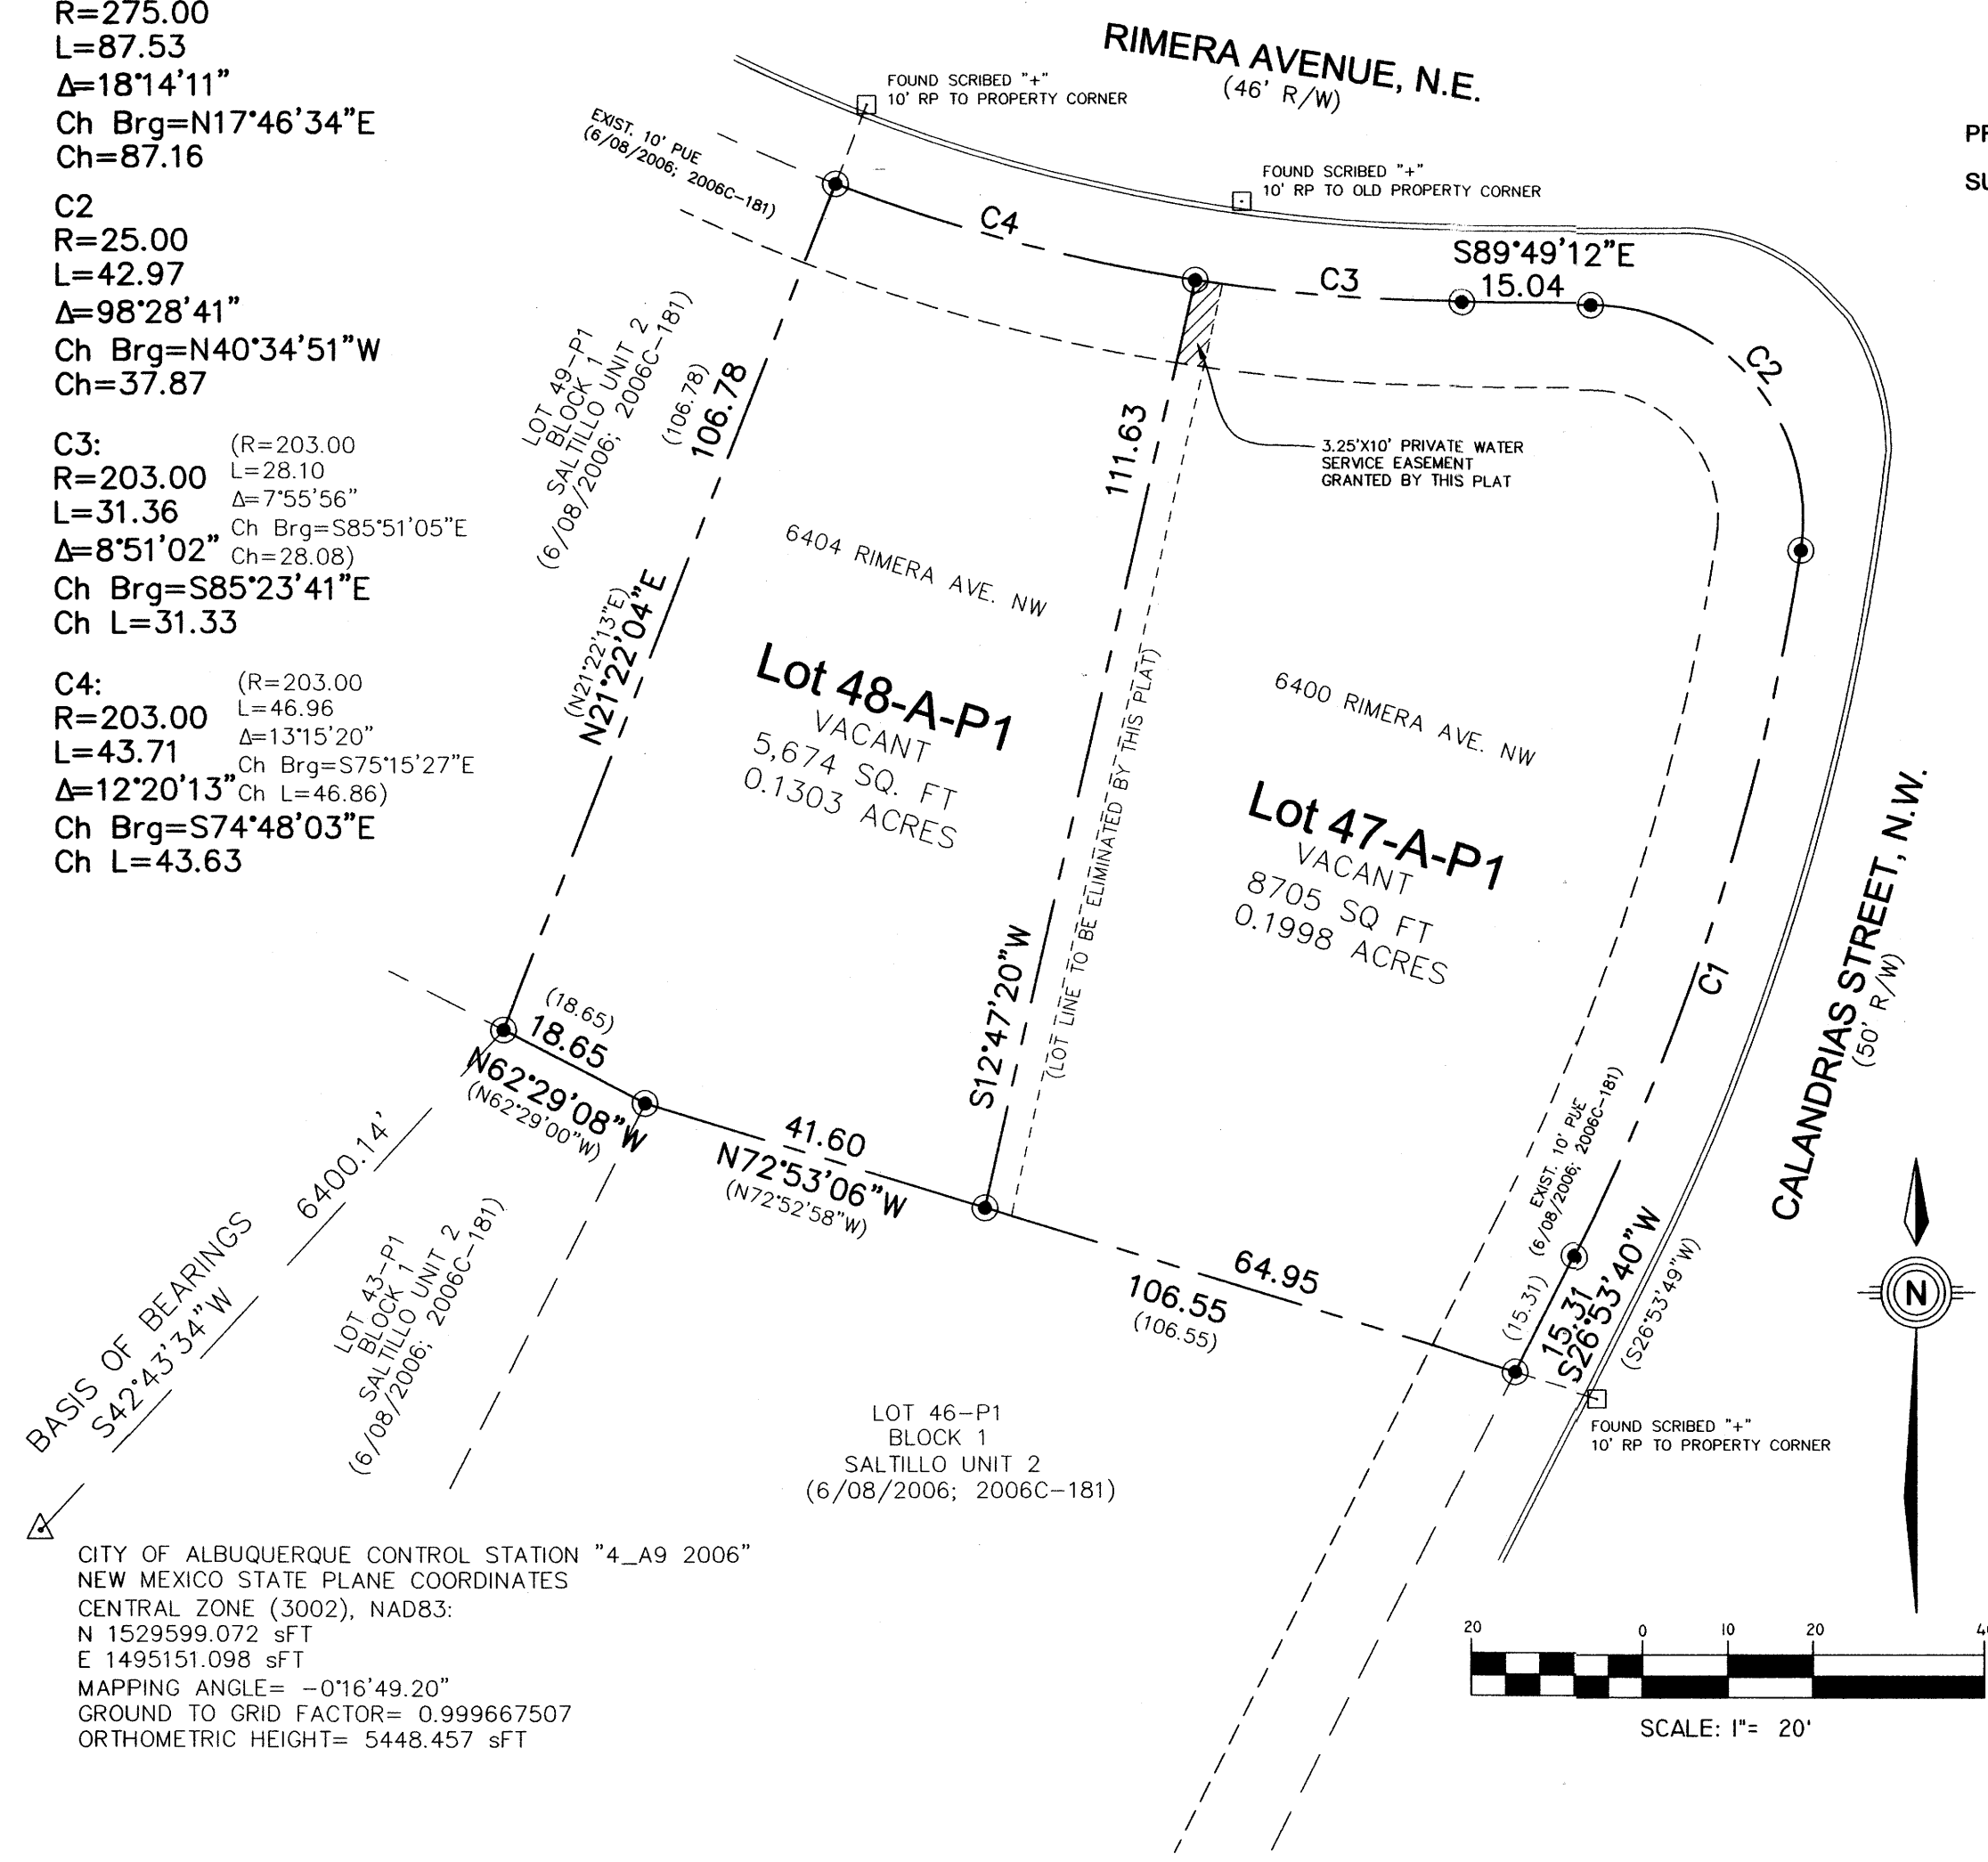 R=275.00
L=87.53
Δ=18°14'11"
Ch Brg=N17°46'34"E
Ch=87.16
C2
R=25.00
L=42.97
Δ=98°28'41"
Ch Brg=N40°34'51"W
Ch=37.87
C3:
R=203.00
L=31.36
Δ=8°51'02"
Ch Brg=S85°23'41"E
Ch L=31.33
(R=203.00
L=28.10
Δ=7°55'56"
Ch Brg=S85°51'05"E
Ch=28.08)
C4:
R=203.00
L=43.71
Δ=12°20'13"
Ch Brg=S74°48'03"E
Ch L=43.63
(R=203.00
L=46.96
Δ=13°15'20"
Ch Brg=S75°15'27"E
Ch L=46.86)
RIMERA AVENUE, N.E.
(46' R/W)
FOUND SCRIBED "+"
10' RP TO PROPERTY CORNER
EXIST. 10' PUE
(6/08/2006; 2006C-181)
FOUND SCRIBED "+"
10' RP TO OLD PROPERTY CORNER
C4
C3
S89°49'12"E
15.04
C2
LOT 49-P1
BLOCK 1
SALTILLO UNIT 2
(6/08/2006; 2006C-181)
(106.78)
106.78
(N21°22'13"E)
N21°22'04"E
111.63
3.25'X10' PRIVATE WATER
SERVICE EASEMENT
GRANTED BY THIS PLAT
6404 RIMERA AVE. NW
Lot 48-A-P1
VACANT
5,674 SQ. FT
0.1303 ACRES
S12°47'20"W
(LOT LINE TO BE ELIMINATED BY THIS PLAT)
6400 RIMERA AVE. NW
Lot 47-A-P1
VACANT
8705 SQ FT
0.1998 ACRES
C1
CALANDRIAS STREET, N.W.
(50' R/W)
(18.65)
18.65
N62°29'08"W
(N62°29'00"W)
41.60
N72°53'06"W
(N72°52'58"W)
64.95
106.55
(106.55)
EXIST. 10' PUE
(6/08/2006; 2006C-181)
(15.31)
15.31
S26°53'40"W
(S26°53'49"W)
FOUND SCRIBED "+"
10' RP TO PROPERTY CORNER
6400.14'
BASIS OF BEARINGS
S42°43'34"W
LOT 43-P1
BLOCK 1
SALTILLO UNIT 2
(6/08/2006; 2006C-181)
LOT 46-P1
BLOCK 1
SALTILLO UNIT 2
(6/08/2006; 2006C-181)
CITY OF ALBUQUERQUE CONTROL STATION "4_A9 2006"
NEW MEXICO STATE PLANE COORDINATES
CENTRAL ZONE (3002), NAD83:
N 1529599.072 sFT
E 1495151.098 sFT
MAPPING ANGLE= -0°16'49.20"
GROUND TO GRID FACTOR= 0.999667507
ORTHOMETRIC HEIGHT= 5448.457 sFT
N
20 0 10 20
SCALE: 1"= 20'